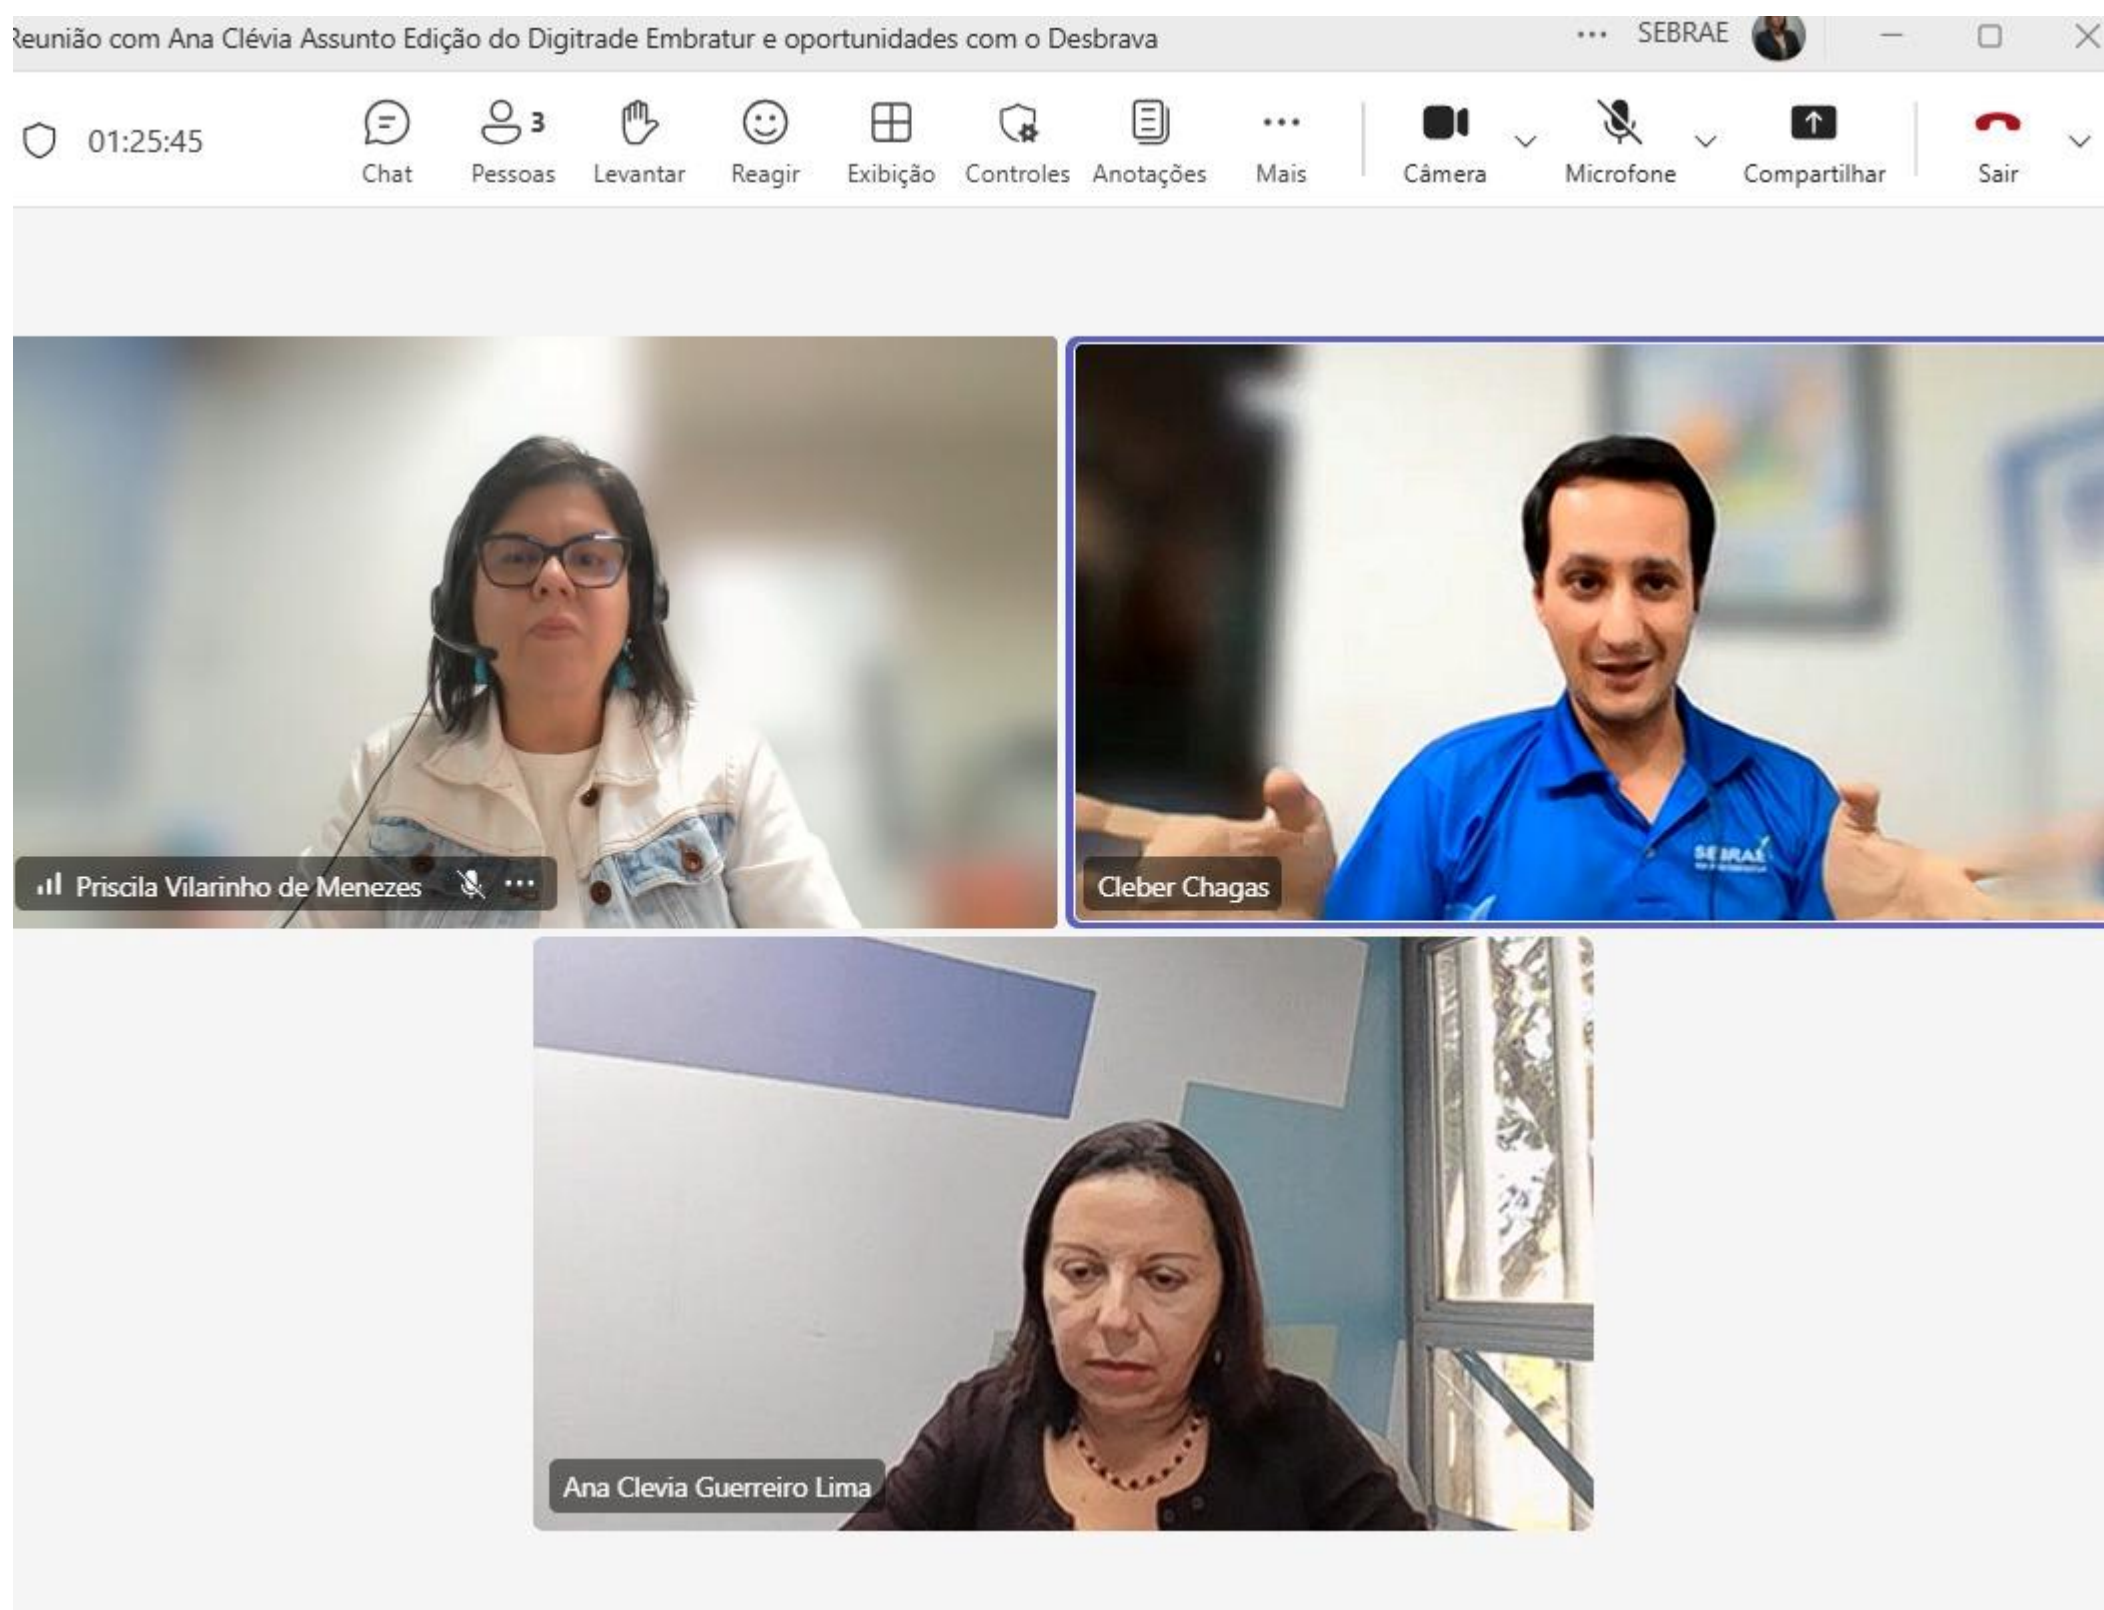 Reunião com Ana Clévia Assunto Edição do Digitrade Embratur e oportunidades com o Desbrava
SEBRAE
01:25:45
Chat
Pessoas 3
Levantar
Reagir
Exibição
Controles
Anotações
Mais
Câmera
Microfone
Compartilhar
Sair
Priscila Vilarinho de Menezes
Cleber Chagas
SEBRAE
Ana Clevia Guerreiro Lima